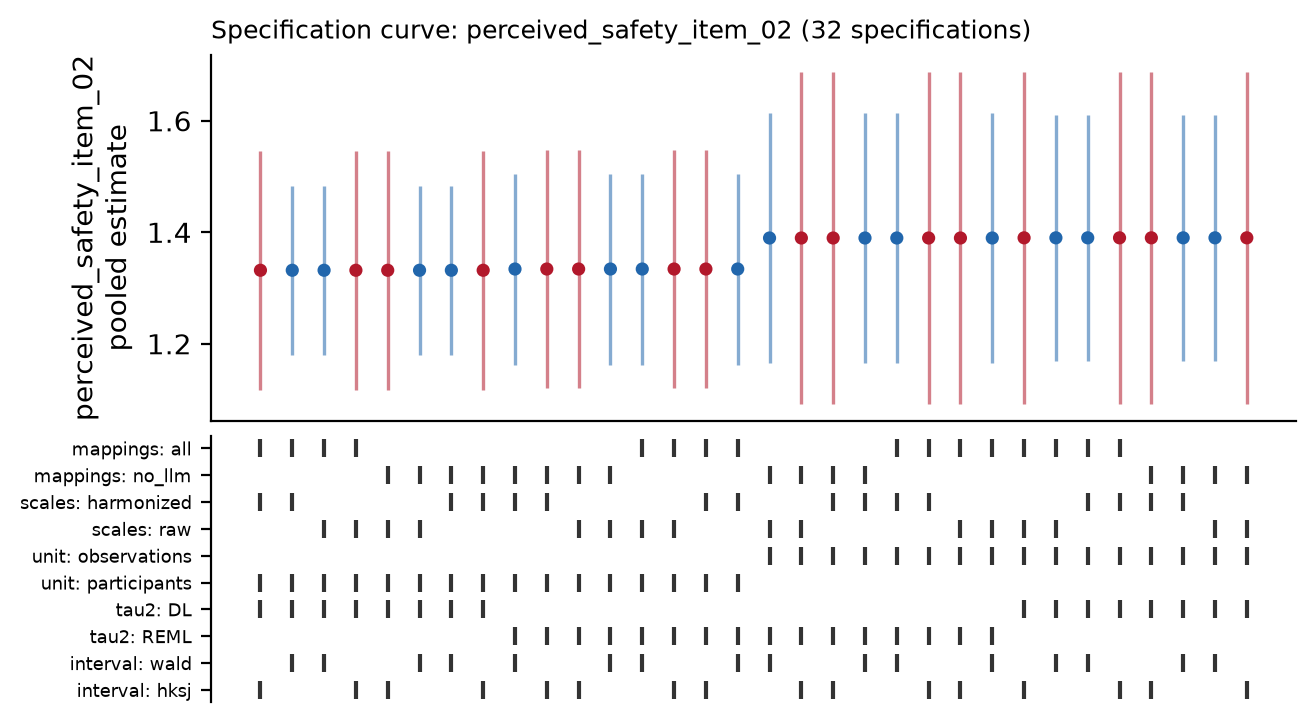 Specification curve: perceived_safety_item_02 (32 specifications)
perceived_safety_item_02
pooled estimate
1.6
1.4
1.2
mappings: all
mappings: no_llm
scales: harmonized
scales: raw
unit: observations
unit: participants
tau2: DL
tau2: REML
interval: wald
interval: hksj